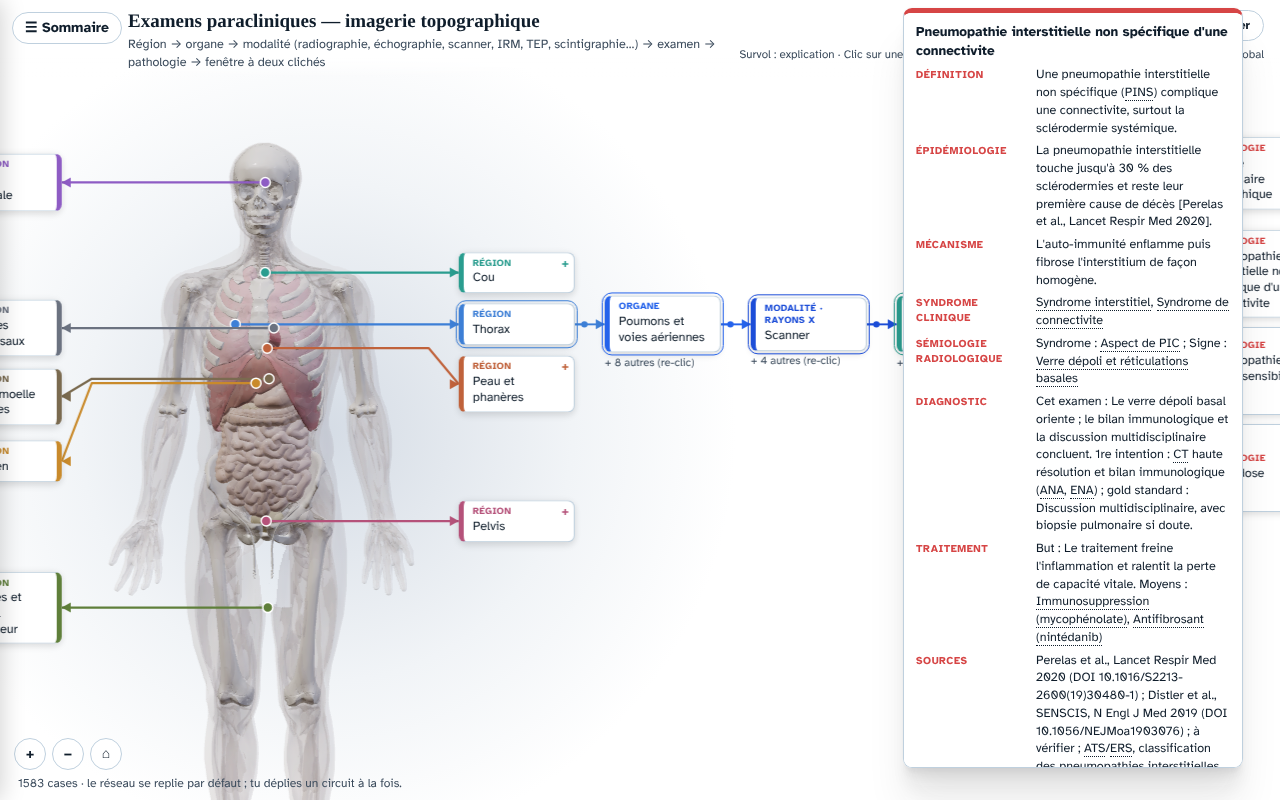 ☰ Sommaire
Examens paracliniques — imagerie topographique
Région → organe → modalité (radiographie, échographie, scanner, IRM, TEP, scintigraphie…) → examen →
pathologie → fenêtre à deux clichés
Survol : explication · Clic sur une
RÉGION
Cou
RÉGION
Thorax
RÉGION
Peau et
phanères
RÉGION
Pelvis
ORGANE
Poumons et
voies aériennes
+ 8 autres (re-clic)
MODALITÉ ·
RAYONS X
Scanner
+ 4 autres (re-clic)
Pneumopathie interstitielle non spécifique d'une
connectivite
DÉFINITION
Une pneumopathie interstitielle
non spécifique (PINS) complique
une connectivite, surtout la
sclérodermie systémique.
ÉPIDÉMIOLOGIE
La pneumopathie interstitielle
touche jusqu'à 30 % des
sclérodermies et reste leur
première cause de décès [Perelas
et al., Lancet Respir Med 2020].
MÉCANISME
L'auto-immunité enflamme puis
fibrose l'interstitium de façon
homogène.
SYNDROME
CLINIQUE
Syndrome interstitiel, Syndrome de
connectivite
SÉMIOLOGIE
RADIOLOGIQUE
Syndrome : Aspect de PIC ; Signe :
Verre dépoli et réticulations
basales
DIAGNOSTIC
Cet examen : Le verre dépoli basal
oriente ; le bilan immunologique et
la discussion multidisciplinaire
concluent. 1re intention : CT haute
résolution et bilan immunologique
(ANA, ENA) ; gold standard :
Discussion multidisciplinaire, avec
biopsie pulmonaire si doute.
TRAITEMENT
But : Le traitement freine
l'inflammation et ralentit la perte
de capacité vitale. Moyens :
Immunosuppression
(mycophénolate), Antifibrosant
(nintédanib)
SOURCES
Perelas et al., Lancet Respir Med
2020 (DOI 10.1016/S2213-
2600(19)30480-1) ; Distler et al.,
SENSCIS, N Engl J Med 2019 (DOI
10.1056/NEJMoa1903076) ; à
vérifier ; ATS/ERS, classification
des pneumopathies interstitielles
+
−
⌂
1583 cases · le réseau se replie par défaut ; tu déplies un circuit à la fois.